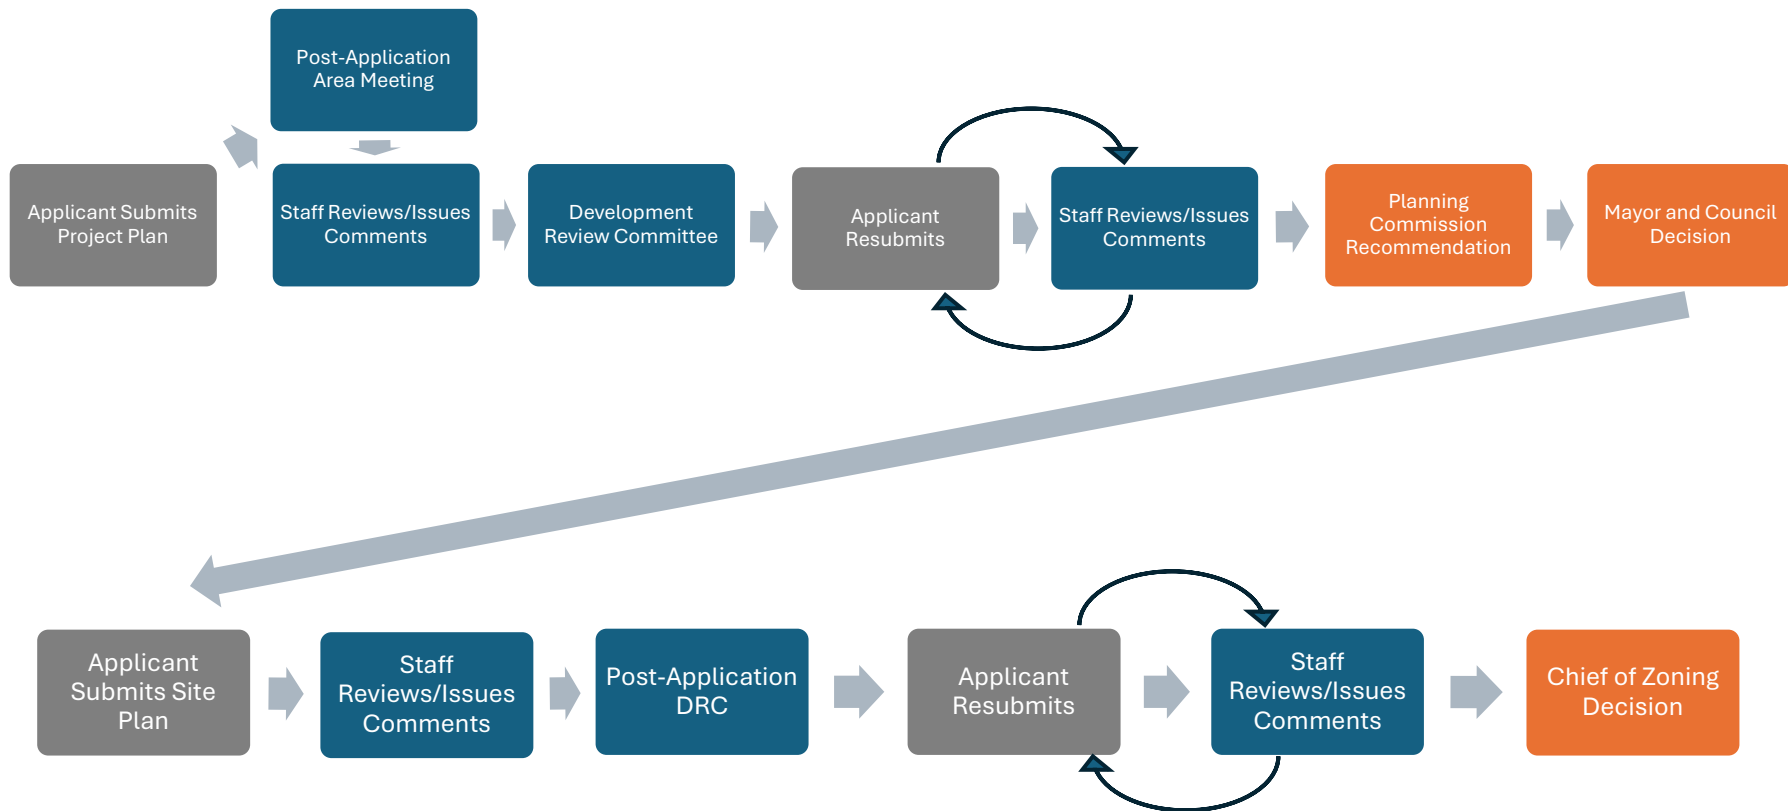 Post-Application
Area Meeting
Applicant Submits
Project Plan
Staff Reviews/Issues
Comments
Development
Review Committee
Applicant
Resubmits
Staff Reviews/Issues
Comments
Planning
Commission
Recommendation
Mayor and Council
Decision
Applicant
Submits Site
Plan
Staff
Reviews/Issues
Comments
Post-Application
DRC
Applicant
Resubmits
Staff
Reviews/Issues
Comments
Chief of Zoning
Decision